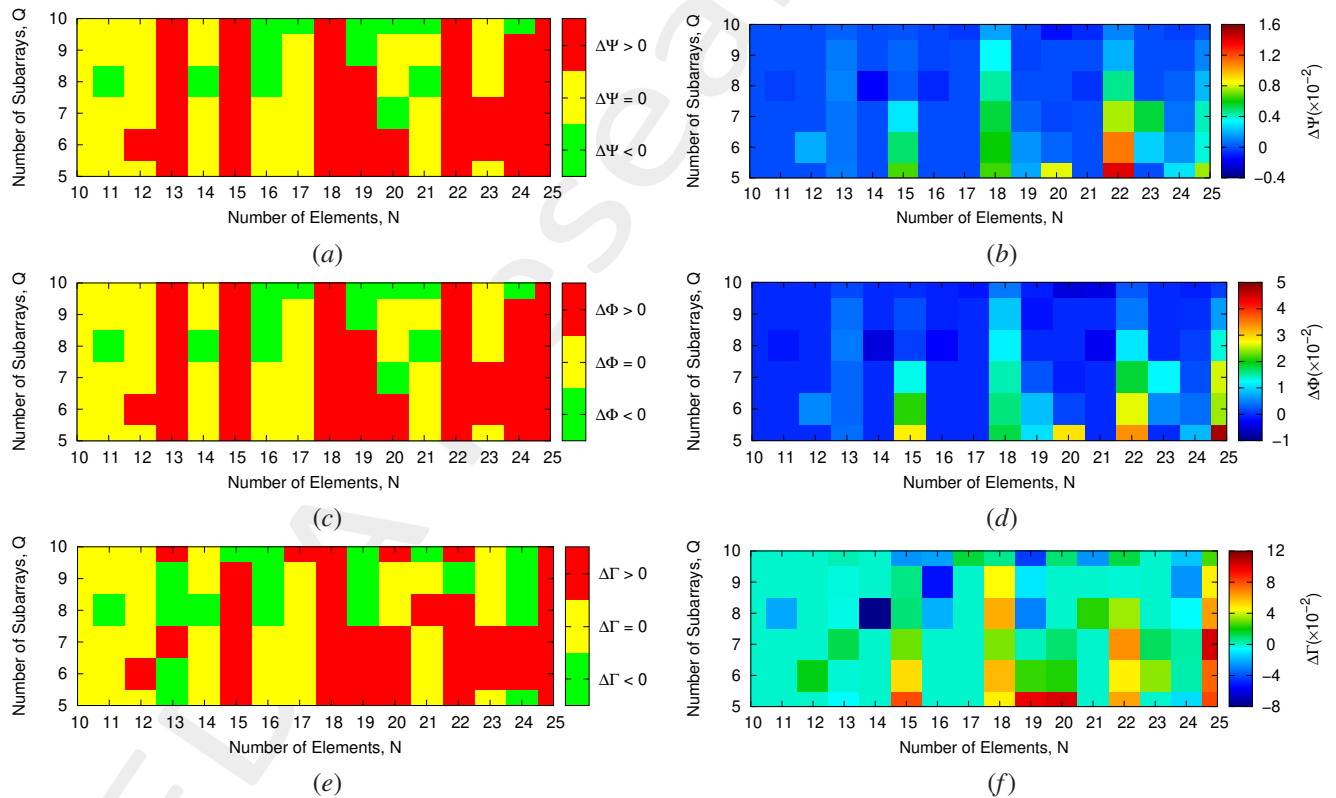 10
9
8
7
6
5
Number of Subarrays, Q
10 11 12 13 14 15 16 17 18 19 20 21 22 23 24 25
Number of Elements, N
ΔΨ > 0
ΔΨ = 0
ΔΨ < 0
(a)
10
9
8
7
6
5
Number of Subarrays, Q
10 11 12 13 14 15 16 17 18 19 20 21 22 23 24 25
Number of Elements, N
1.6
1.2
0.8
0.4
0
−0.4
ΔΨ(×10⁻²)
(b)
10
9
8
7
6
5
Number of Subarrays, Q
10 11 12 13 14 15 16 17 18 19 20 21 22 23 24 25
Number of Elements, N
ΔΦ > 0
ΔΦ = 0
ΔΦ < 0
(c)
10
9
8
7
6
5
Number of Subarrays, Q
10 11 12 13 14 15 16 17 18 19 20 21 22 23 24 25
Number of Elements, N
5
4
3
2
1
0
−1
ΔΦ(×10⁻²)
(d)
10
9
8
7
6
5
Number of Subarrays, Q
10 11 12 13 14 15 16 17 18 19 20 21 22 23 24 25
Number of Elements, N
ΔΓ > 0
ΔΓ = 0
ΔΓ < 0
(e)
10
9
8
7
6
5
Number of Subarrays, Q
10 11 12 13 14 15 16 17 18 19 20 21 22 23 24 25
Number of Elements, N
12
8
4
0
−4
−8
ΔΓ(×10⁻²)
(f)